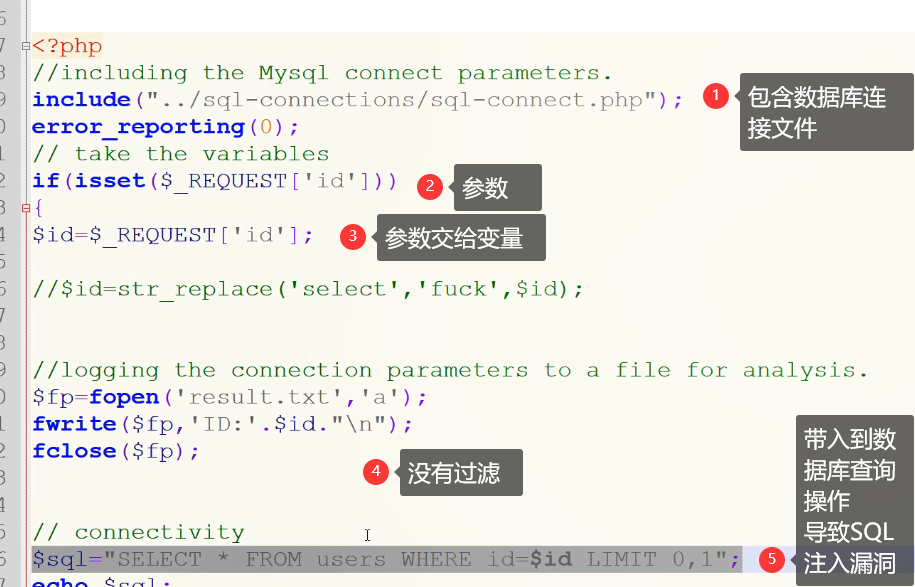 <?php
//including the Mysql connect parameters.
include("../sql-connections/sql-connect.php");
1
包含数据库连
接文件
error_reporting(0);
// take the variables
if(isset($_REQUEST['id']))
2
参数
{
$id=$_REQUEST['id'];
3
参数交给变量
//$id=str_replace('select','fuck',$id);
//logging the connection parameters to a file for analysis.
$fp=fopen('result.txt','a');
fwrite($fp,'ID:'.$id."\n");
fclose($fp);
4
没有过滤
// connectivity
$sql="SELECT * FROM users WHERE id=$id LIMIT 0,1";
5
带入到数
据库查询
操作
导致SQL
注入漏洞
echo $sql;